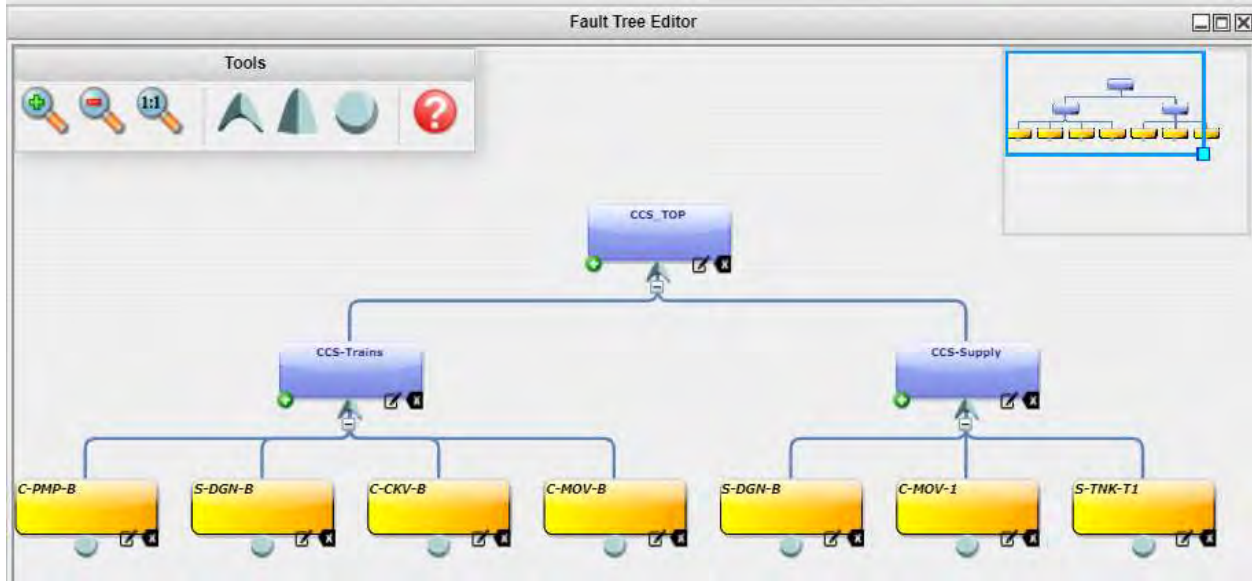 Fault Tree Editor
Tools
1:1
?
CCS_TOP
CCS-Trains
CCS-Supply
C-PMP-B
S-DGN-B
C-CKV-B
C-MOV-B
S-DGN-B
C-MOV-1
S-TNK-T1